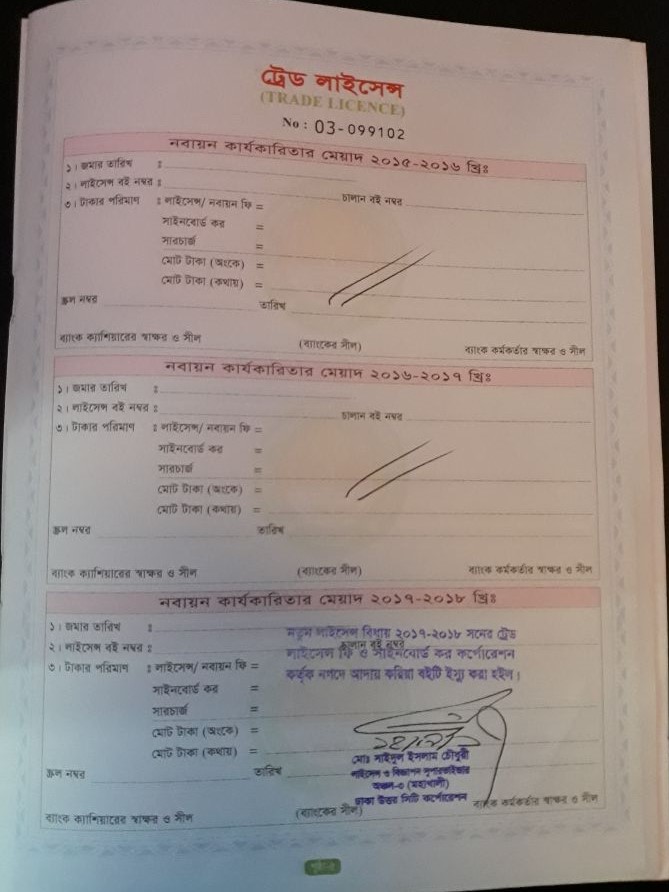 ট্রেড লাইসেন্স
(TRADE LICENCE)
No : 03-099102
নবায়ন কার্যকারিতার মেয়াদ ২০১৫-২০১৬ খ্রিঃ
১। জমার তারিখ :
২। লাইসেন্স বই নম্বর : চালান বই নম্বর
৩। টাকার পরিমাণ : লাইসেন্স/ নবায়ন ফি =
সাইনবোর্ড কর =
সারচার্জ =
মোট টাকা (অংকে) =
মোট টাকা (কথায়) =
স্ক্রল নম্বর তারিখ
ব্যাংক ক্যাশিয়ারের স্বাক্ষর ও সীল (ব্যাংকের সীল) ব্যাংক কর্মকর্তার স্বাক্ষর ও সীল
নবায়ন কার্যকারিতার মেয়াদ ২০১৬-২০১৭ খ্রিঃ
১। জমার তারিখ :
২। লাইসেন্স বই নম্বর : চালান বই নম্বর
৩। টাকার পরিমাণ : লাইসেন্স/ নবায়ন ফি =
সাইনবোর্ড কর =
সারচার্জ =
মোট টাকা (অংকে) =
মোট টাকা (কথায়) =
স্ক্রল নম্বর তারিখ
ব্যাংক ক্যাশিয়ারের স্বাক্ষর ও সীল (ব্যাংকের সীল) ব্যাংক কর্মকর্তার স্বাক্ষর ও সীল
নবায়ন কার্যকারিতার মেয়াদ ২০১৭-২০১৮ খ্রিঃ
১। জমার তারিখ :
নতুন লাইসেন্স বিধায় ২০১৭-২০১৮ সনের ট্রেড
২। লাইসেন্স বই নম্বর : চালান বই নম্বর
লাইসেন্স ফি ও সাইনবোর্ড কর কর্পোরেশন
৩। টাকার পরিমাণ : লাইসেন্স/ নবায়ন ফি =
কর্তৃক নগদে আদায় করিয়া বইটি ইস্যু করা হইল।
সাইনবোর্ড কর =
সারচার্জ =
মোট টাকা (অংকে) =
মোট টাকা (কথায়) =
মোঃ সাইদুল ইসলাম চৌধুরী
লাইসেন্স ও বিজ্ঞাপন সুপারভাইজার
স্ক্রল নম্বর তারিখ
অঞ্চল-৩ (মহাখালী)
ঢাকা উত্তর সিটি কর্পোরেশন
ব্যাংক ক্যাশিয়ারের স্বাক্ষর ও সীল (ব্যাংকের সীল) ব্যাংক কর্মকর্তার স্বাক্ষর ও সীল